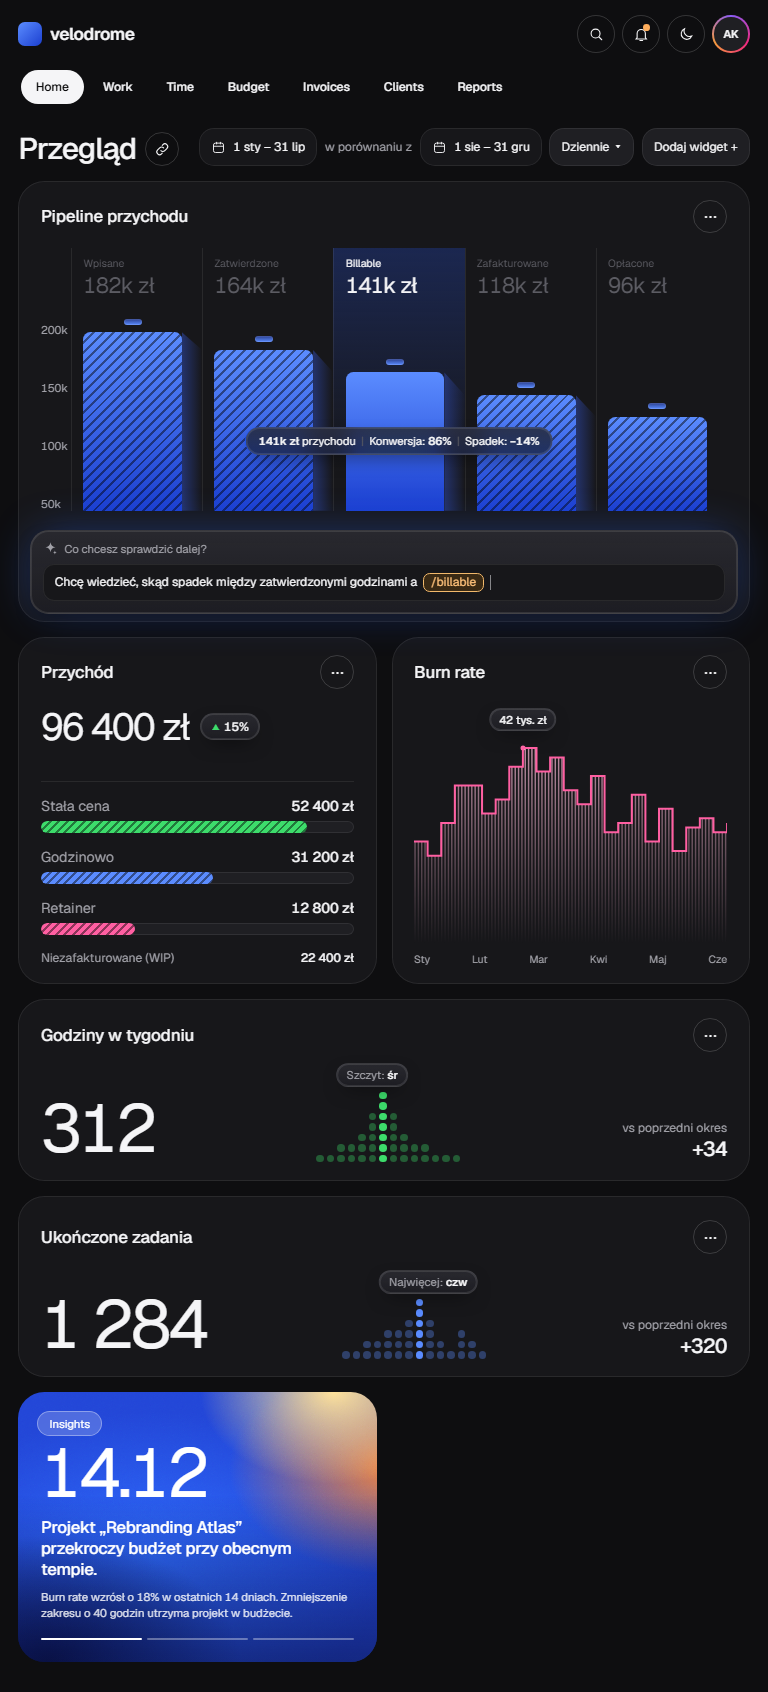 velodrome
AK
Home Work Time Budget Invoices Clients Reports
Przegląd
1 sty – 31 lip w porównaniu z 1 sie – 31 gru Dziennie Dodaj widget +
Pipeline przychodu
Wpisane Zatwierdzone Billable Zafakturowane Opłacone
182k zł 164k zł 141k zł 118k zł 96k zł
200k
150k
100k
50k
141k zł przychodu | Konwersja: 86% | Spadek: –14%
Co chcesz sprawdzić dalej?
Chcę wiedzieć, skąd spadek między zatwierdzonymi godzinami a /billable
Przychód
96 400 zł 15%
Stała cena 52 400 zł
Godzinowo 31 200 zł
Retainer 12 800 zł
Niezafakturowane (WIP) 22 400 zł
Burn rate
42 tys. zł
Sty Lut Mar Kwi Maj Cze
Godziny w tygodniu
Szczyt: śr
312
vs poprzedni okres
+34
Ukończone zadania
Najwięcej: czw
1 284
vs poprzedni okres
+320
Insights
14.12
Projekt „Rebranding Atlas”
przekroczy budżet przy obecnym
tempie.
Burn rate wzrósł o 18% w ostatnich 14 dniach. Zmniejszenie
zakresu o 40 godzin utrzyma projekt w budżecie.